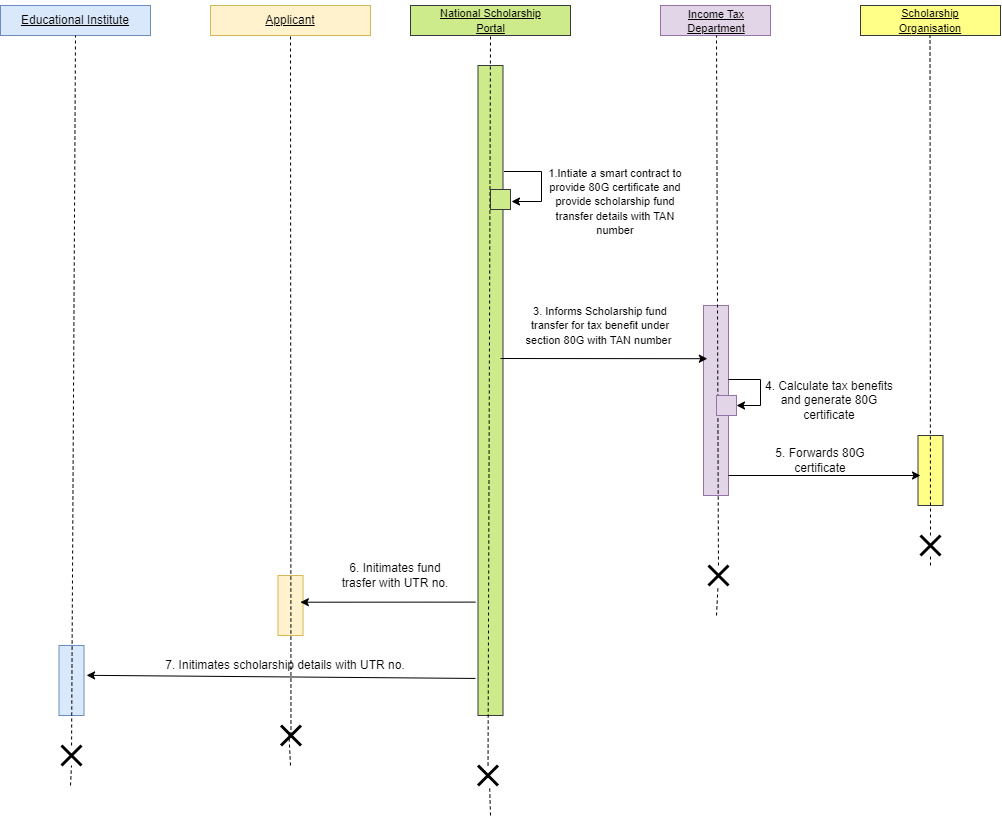 Educational Institute
Applicant
National Scholarship
Portal
Income Tax
Department
Scholarship
Organisation
1.Intiate a smart contract to
provide 80G certificate and
provide scholarship fund
transfer details with TAN
number
3. Informs Scholarship fund
transfer for tax benefit under
section 80G with TAN number
4. Calculate tax benefits
and generate 80G
certificate
5. Forwards 80G
certificate
6. Initimates fund
trasfer with UTR no.
7. Initimates scholarship details with UTR no.